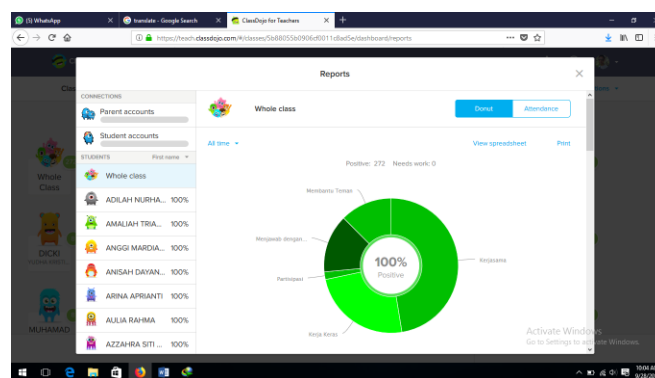 (5) WhatsApp
translate - Google Search
ClassDojo for Teachers
https://teach.classdojo.com/#/classes/5b88055b0906df0011c8ad5e/dashboard/reports
Reports
CONNECTIONS
Parent accounts
Student accounts
STUDENTS First name
Whole class
ADILAH NURHA... 100%
AMALIAH TRIA... 100%
ANGGI MARDIA... 100%
ANISAH DAYAN... 100%
ARINA APRIANTI 100%
AULIA RAHMA 100%
AZZAHRA SITI ... 100%
Whole class
Donut
Attendance
All time
View spreadsheet
Print
Positive: 272 Needs work: 0
Membantu Teman
Menjawab dengan...
Partisipasi
Kerja Keras
Kerjasama
100%
Positive
Whole
Class
DICKI
MUHAMAD
Activate Windows
Go to Settings to activate Windows.
10:04 AM